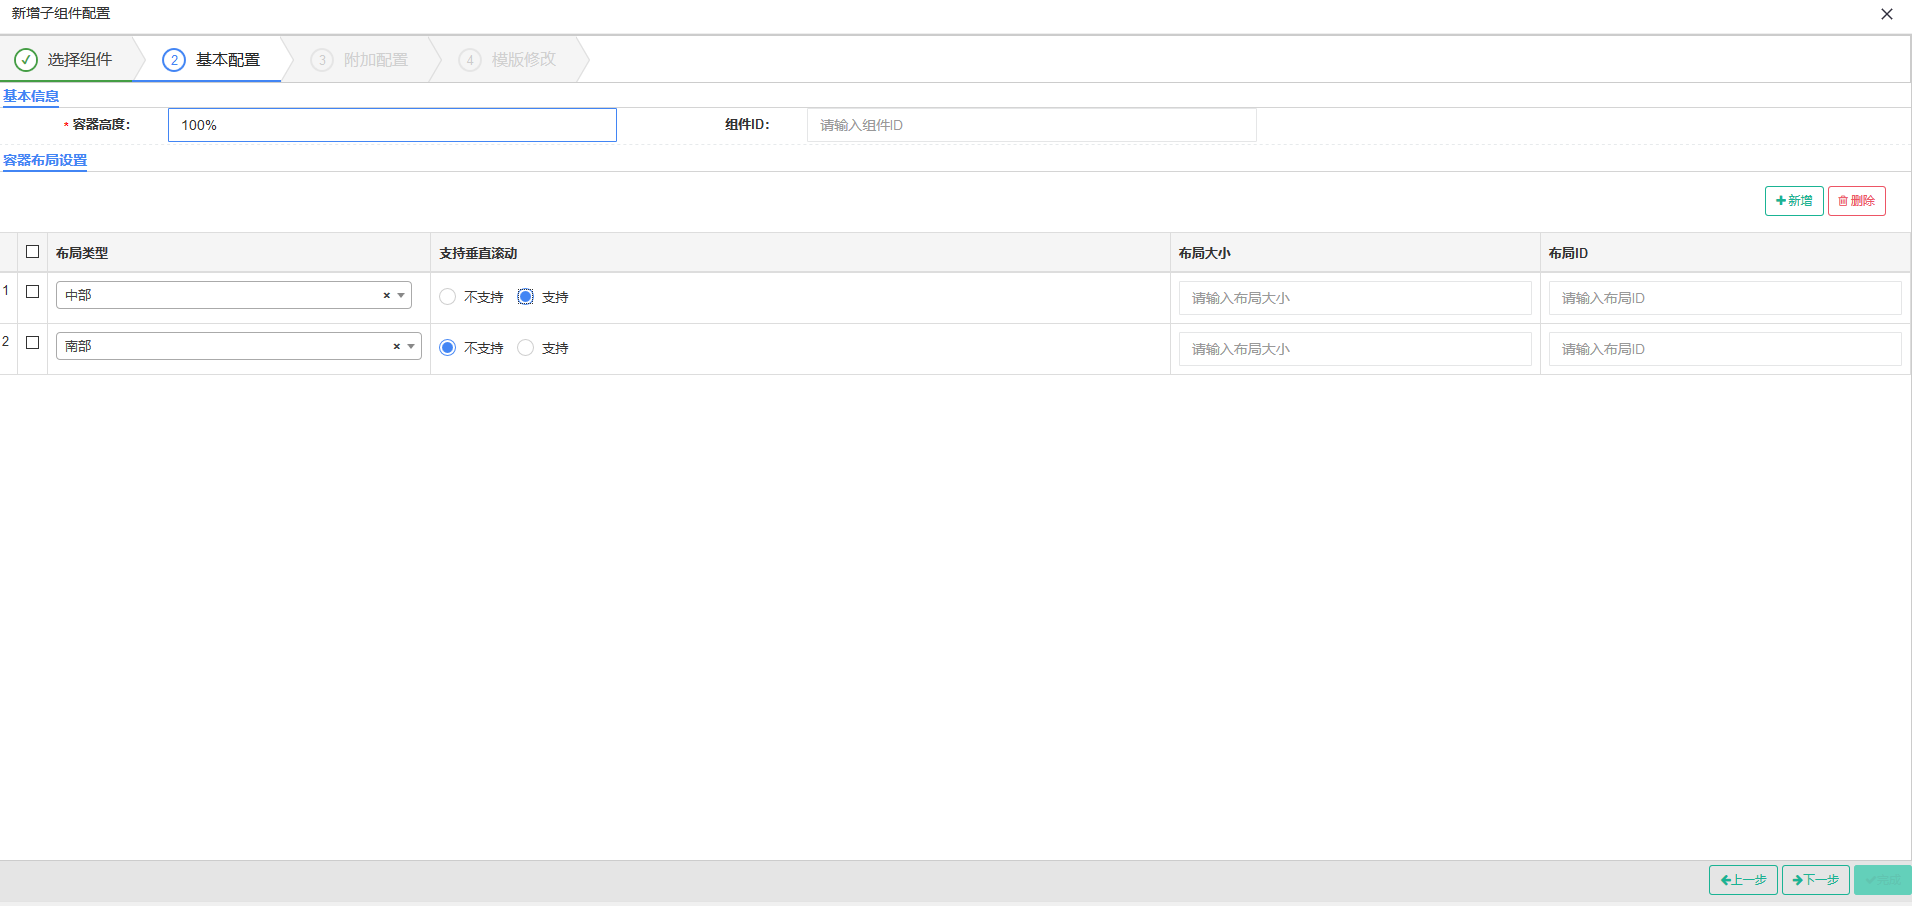 新增子组件配置
选择组件
2 基本配置
3 附加配置
4 模版修改
基本信息
* 容器高度:
100%
组件ID:
请输入组件ID
容器布局设置
新增
删除
布局类型 支持垂直滚动 布局大小 布局ID
1 中部 × 不支持 支持 请输入布局大小 请输入布局ID
2 南部 × 不支持 支持 请输入布局大小 请输入布局ID
上一步 下一步 完成